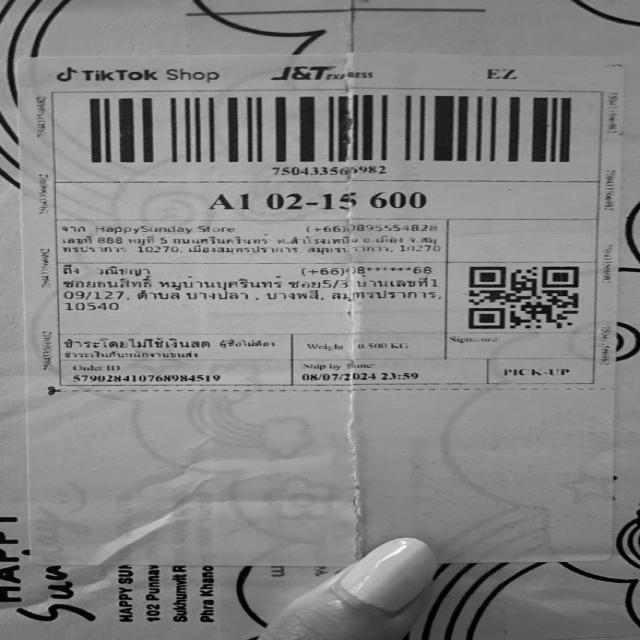 TikTok Shop J&T EXPRESS EZ
A1 02-15 600
จาก HappySunday Store (+66)0895554828
เลขที่ 888 หมู่ที่ 5 ถนนศรีนครินทร์ ต.สำโรงเหนือ อ.เมือง จ.สมุ
ทรปราการ 10270, เมืองสมุทรปราการ, สมุทรปราการ, 10270
ถึง วณิชญา (+66)08******68
ซอยธนสิทธิ์ หมู่บ้านบุศรินทร์ ซอย5/3 บ้านเลขที่1
09/127, ตำบล บางปลา , บางพลี, สมุทรปราการ,
10540
ชำระโดยไม่ใช้เงินสด ผู้ซื้อไม่ต้อง
ชำระเงินกับพนักงานขนส่ง
Weight 0.500 KG
Signature
Order ID
579028410768984519
Ship by Time
08/07/2024 23:59
PICK-UP
HAPPY
Sun
HAPPY SUN
102 Punnav
Sukhumvit R
Phra Khano